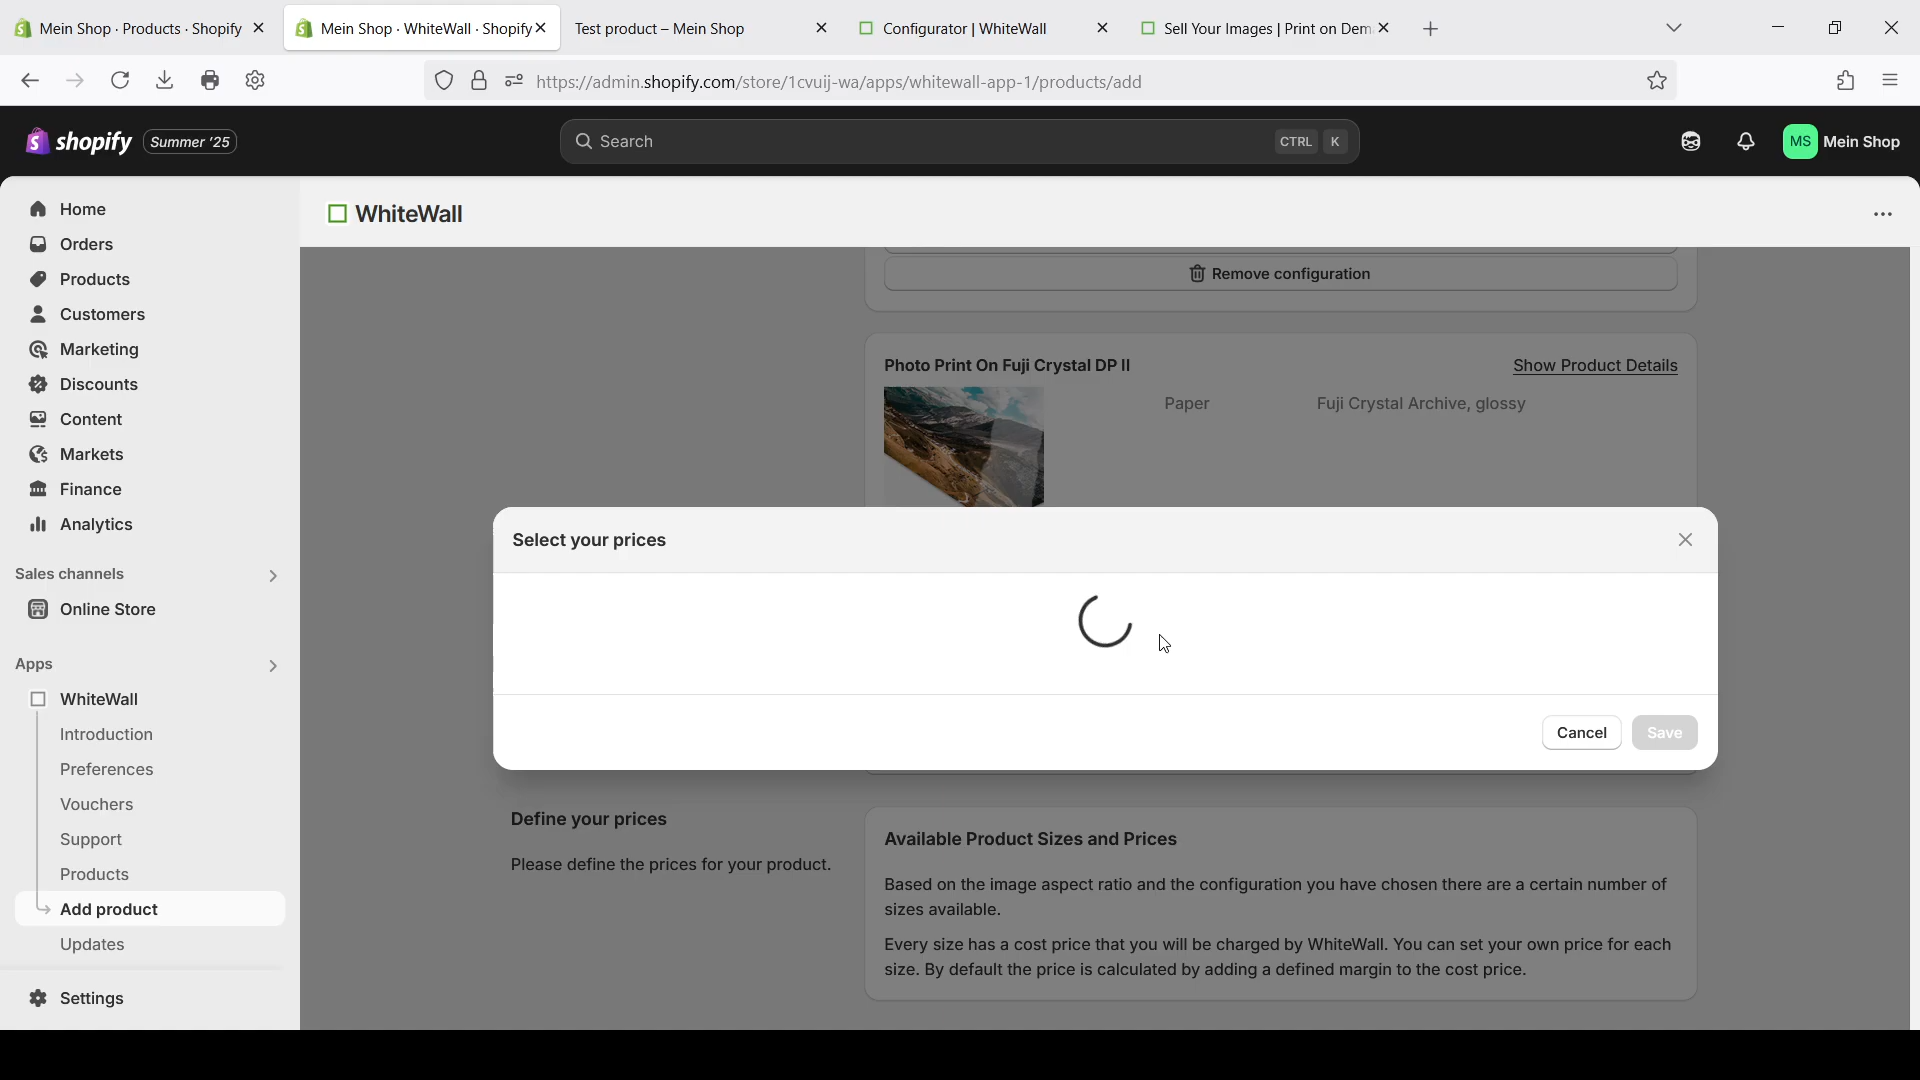 Mein Shop · Products · Shopify
Mein Shop · WhiteWall · Shopify
Test product – Mein Shop
Configurator | WhiteWall
Sell Your Images | Print on Dem
https://admin.shopify.com/store/1cvuij-wa/apps/whitewall-app-1/products/add
shopify
Summer '25
Search
CTRL K
MS
Mein Shop
Home
Orders
Products
Customers
Marketing
Discounts
Content
Markets
Finance
Analytics
Sales channels
Online Store
Apps
WhiteWall
Introduction
Preferences
Vouchers
Support
Products
Add product
Updates
Settings
WhiteWall
Remove configuration
Photo Print On Fuji Crystal DP II
Show Product Details
Paper
Fuji Crystal Archive, glossy
Select your prices
Cancel
Save
Define your prices
Please define the prices for your product.
Available Product Sizes and Prices
Based on the image aspect ratio and the configuration you have chosen there are a certain number of
sizes available.
Every size has a cost price that you will be charged by WhiteWall. You can set your own price for each
size. By default the price is calculated by adding a defined margin to the cost price.